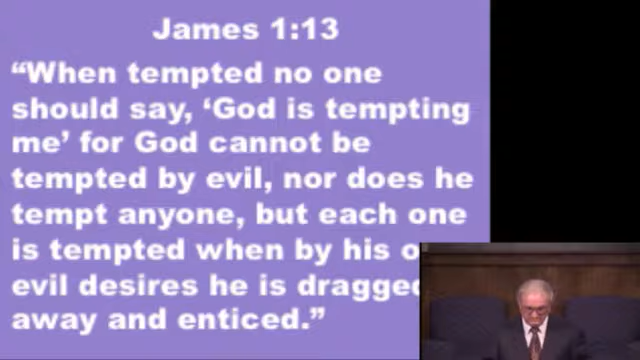 James 1:13
“When tempted no one
should say, ‘God is tempting
me’ for God cannot be
tempted by evil, nor does he
tempt anyone, but each one
is tempted when by his
evil desires he is dragged
away and enticed.”